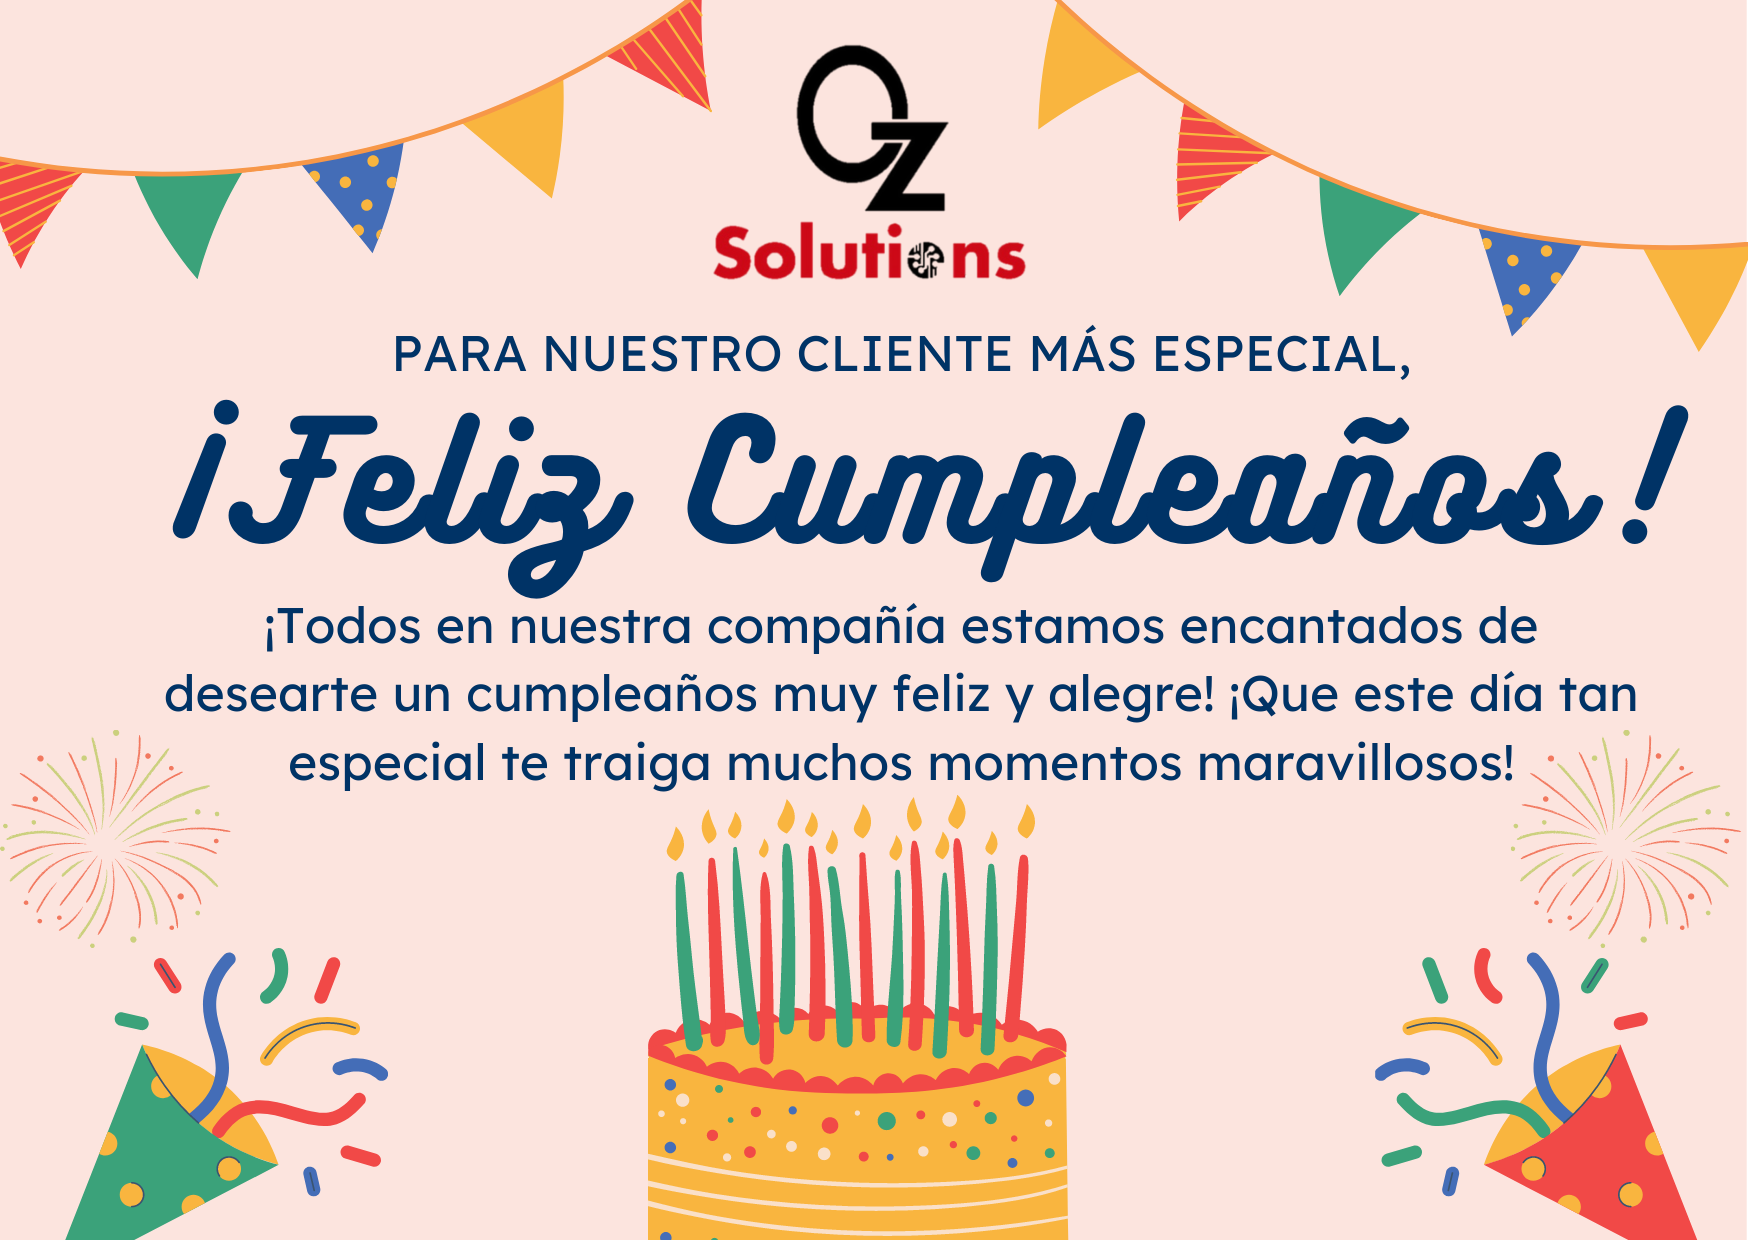 OZ
Solutions
PARA NUESTRO CLIENTE MÁS ESPECIAL,
¡Feliz Cumpleaños!
¡Todos en nuestra compañía estamos encantados de
desearte un cumpleaños muy feliz y alegre! ¡Que este día tan
especial te traiga muchos momentos maravillosos!